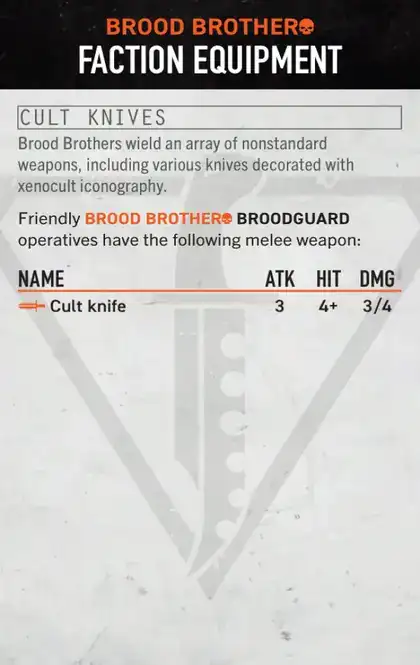 BROOD BROTHER
FACTION EQUIPMENT
CULT KNIVES
Brood Brothers wield an array of nonstandard
weapons, including various knives decorated with
xenocult iconography.
Friendly BROOD BROTHER BROODGUARD
operatives have the following melee weapon:
NAME ATK HIT DMG
Cult knife 3 4+ 3/4